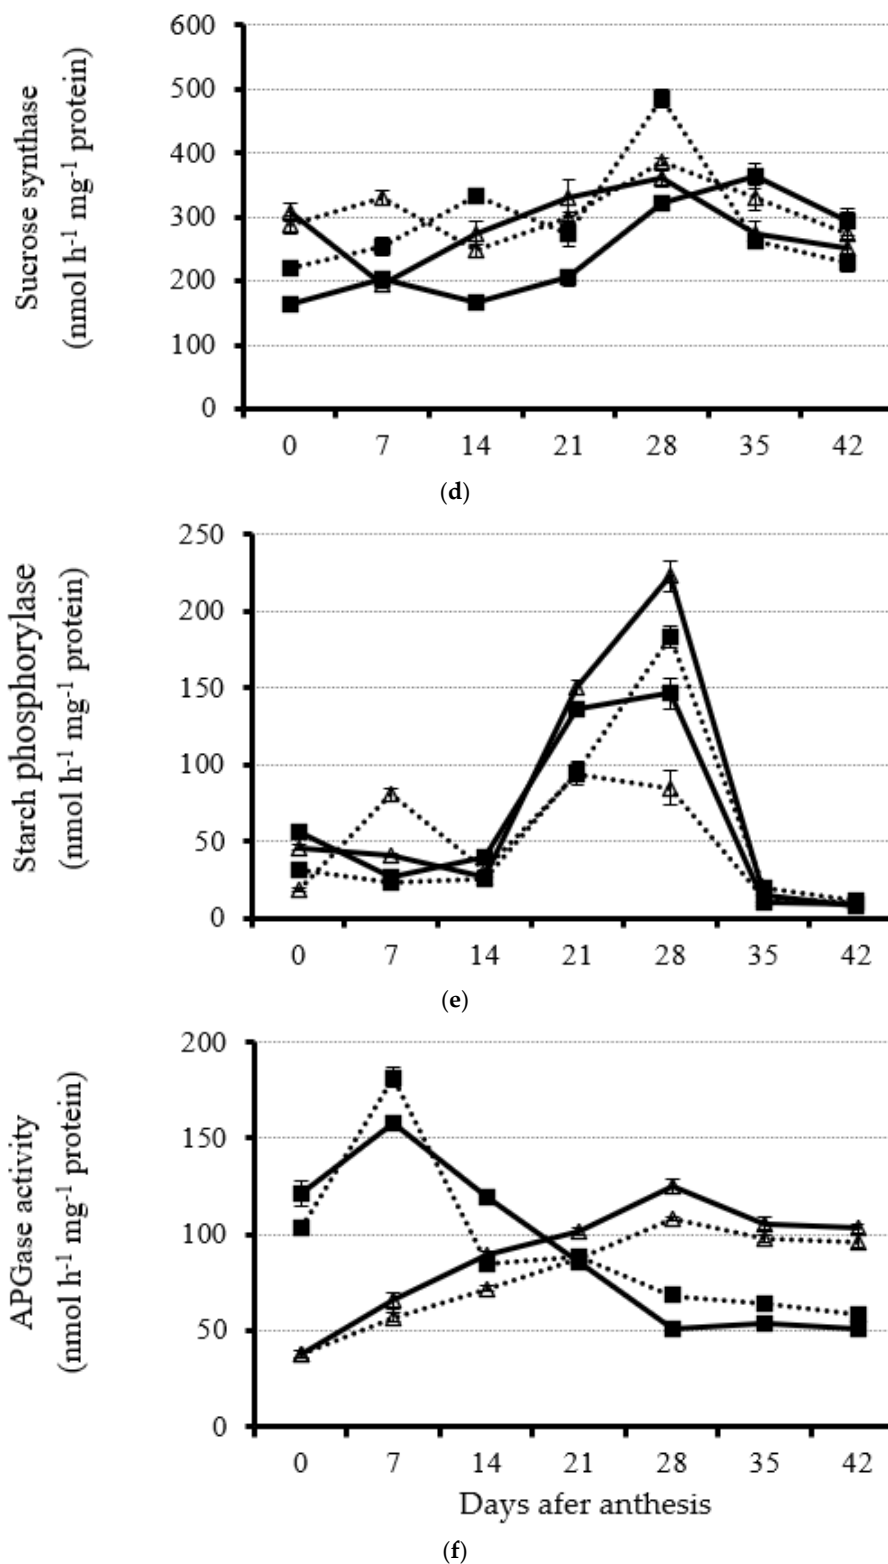 Sucrose synthase
(nmol h-1 mg-1 protein)
600
500
400
300
200
100
0
0 7 14 21 28 35 42
(d)
Starch phosphorylase
(nmol h-1 mg-1 protein)
250
200
150
100
50
0
0 7 14 21 28 35 42
(e)
APGase activity
(nmol h-1 mg-1 protein)
200
150
100
50
0
0 7 14 21 28 35 42
Days afer anthesis
(f)